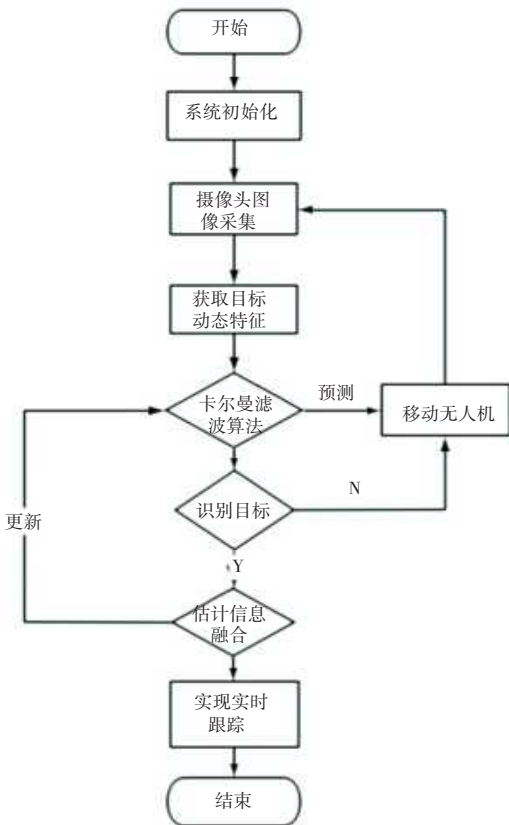 开始
系统初始化
摄像头图
像采集
获取目标
动态特征
卡尔曼滤
波算法
预测
移动无人机
识别目标
N
更新
Y
估计信息
融合
实现实时
跟踪
结束